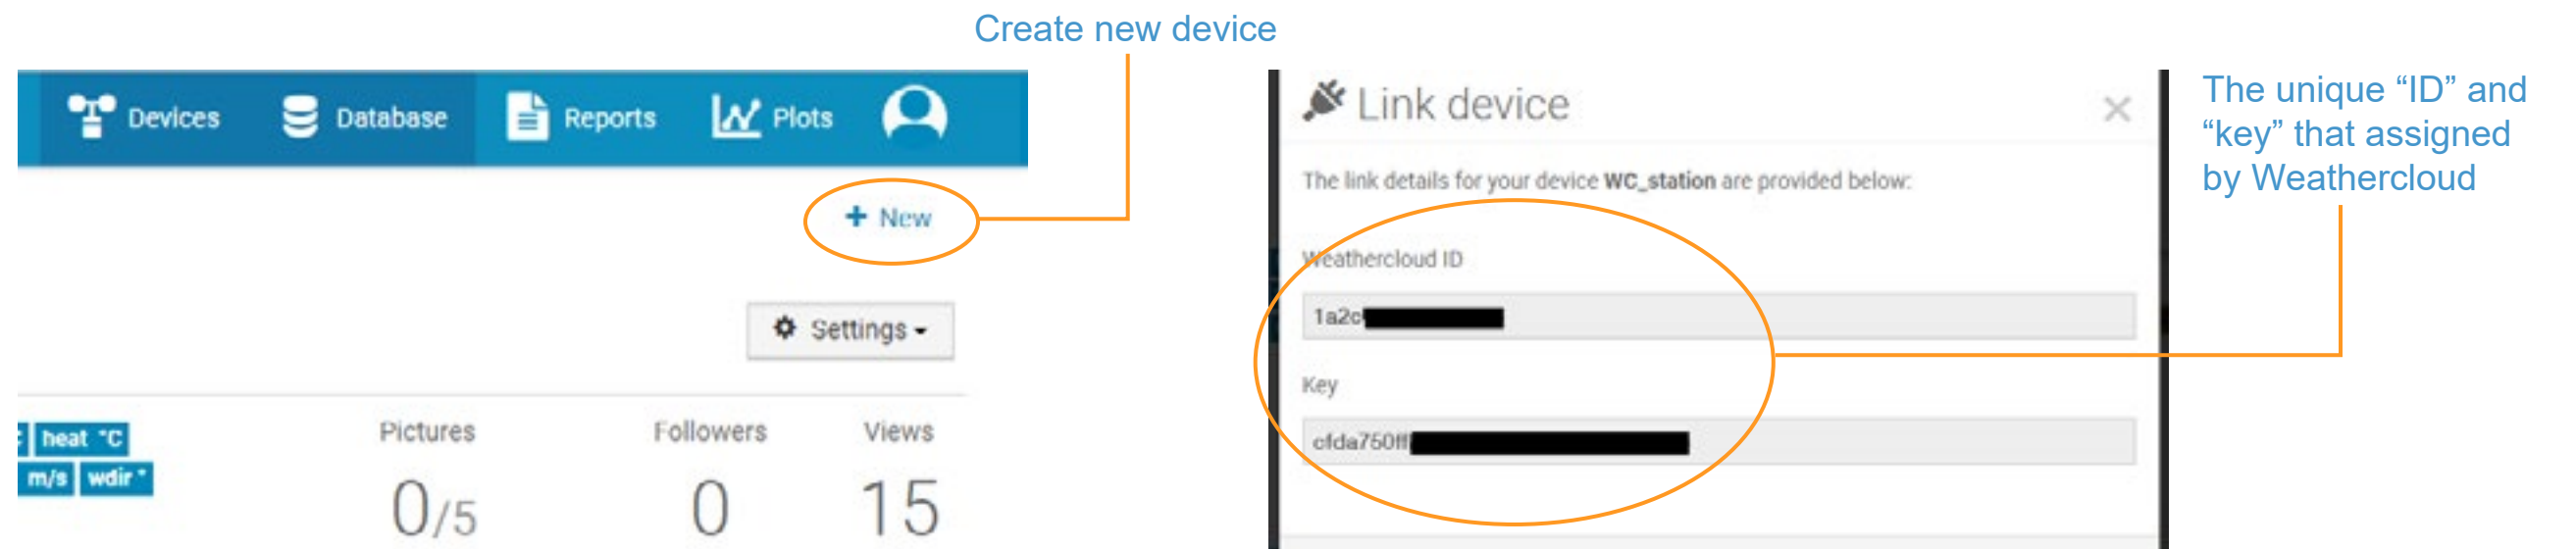 Create new device
Devices
Database
Reports
Plots
+ New
Settings
heat °C
m/s
wdir °
Pictures
Followers
Views
0/5
0
15
Link device
×
The link details for your device WC_station are provided below:
Weathercloud ID
1a2c
Key
cfda750ff
The unique “ID” and
“key” that assigned
by Weathercloud